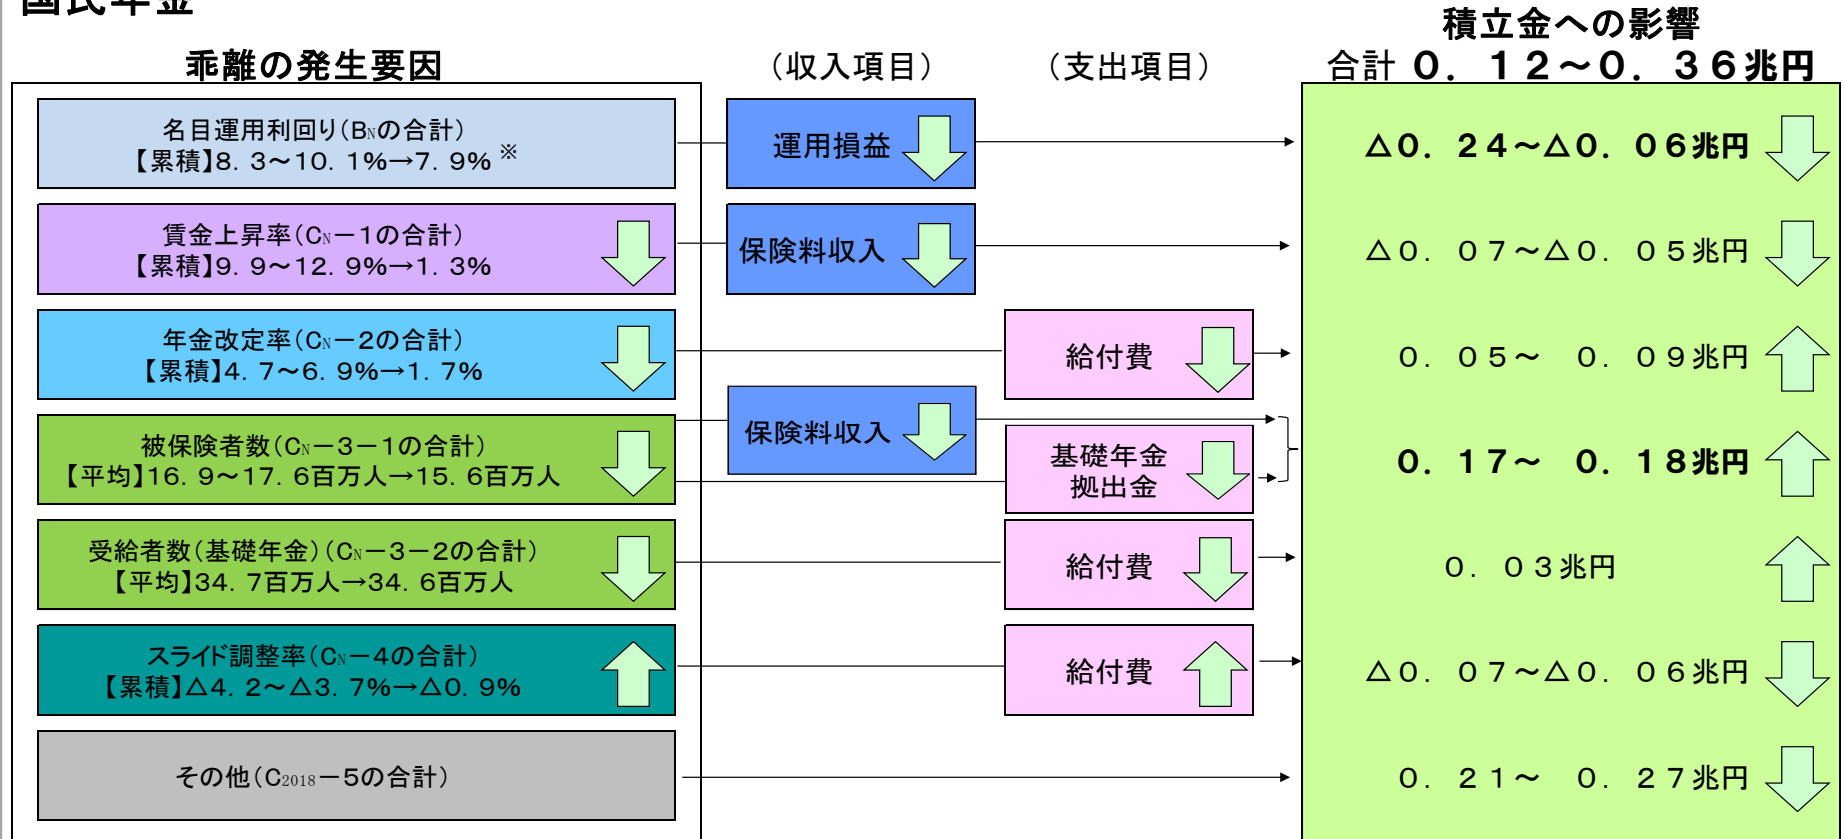 国民年金
積立金への影響
乖離の発生要因
（収入項目）
（支出項目）
合計 ０．１２～０．３６兆円
名目運用利回り（BNの合計）
【累積】８．３～１０．１％→７．９％ ※
運用損益
△０．２４～△０．０６兆円
賃金上昇率（CN－１の合計）
【累積】９．９～１２．９％→１．３％
保険料収入
△０．０７～△０．０５兆円
年金改定率（CN－２の合計）
【累積】４．７～６．９％→１．７％
給付費
０．０５～ ０．０９兆円
被保険者数（CN－３－１の合計）
【平均】１６．９～１７．６百万人→１５．６百万人
保険料収入
基礎年金
拠出金
０．１７～ ０．１８兆円
受給者数（基礎年金）（CN－３－２の合計）
【平均】３４．７百万人→３４．６百万人
給付費
０．０３兆円
スライド調整率（CN－４の合計）
【累積】△４．２～△３．７％→△０．９％
給付費
△０．０７～△０．０６兆円
その他（C2018－５の合計）
０．２１～ ０．２７兆円